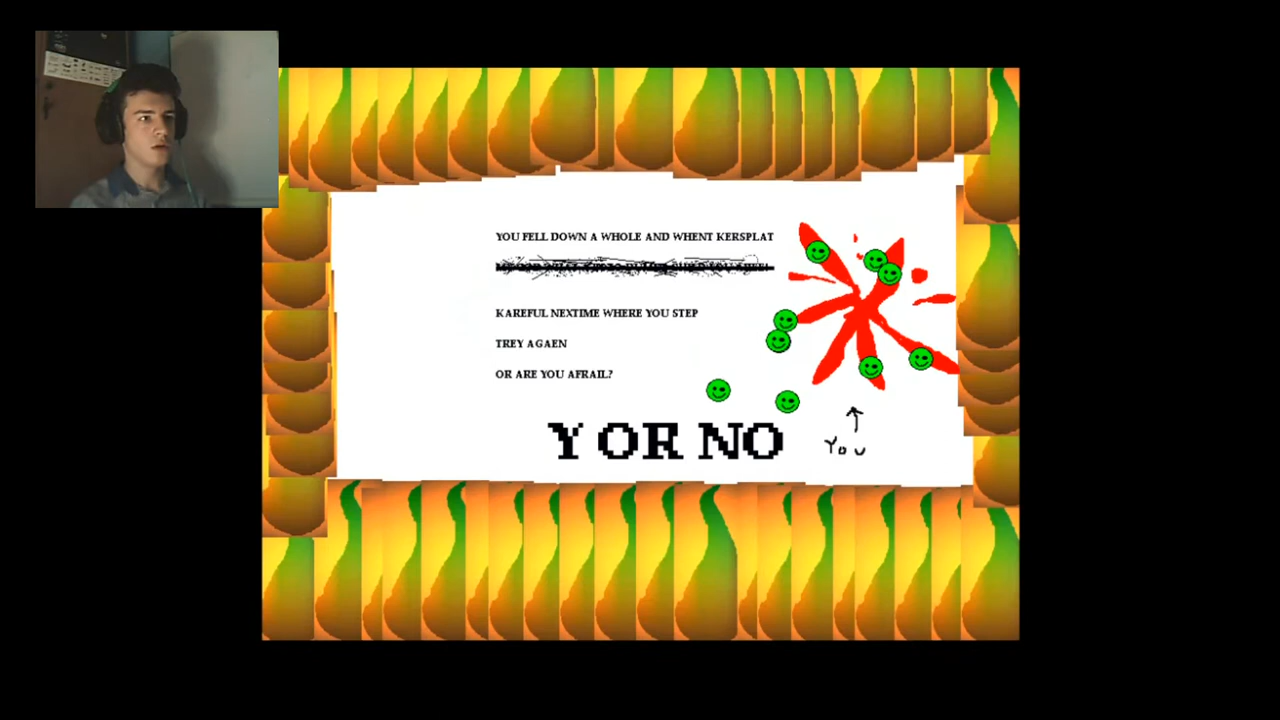 YOU FELL DOWN A WHOLE AND WHENT KERSPLAT
KAREFUL NEXTIME WHERE YOU STEP
TREY AGAEN
OR ARE YOU AFRAIL?
Y OR NO
You